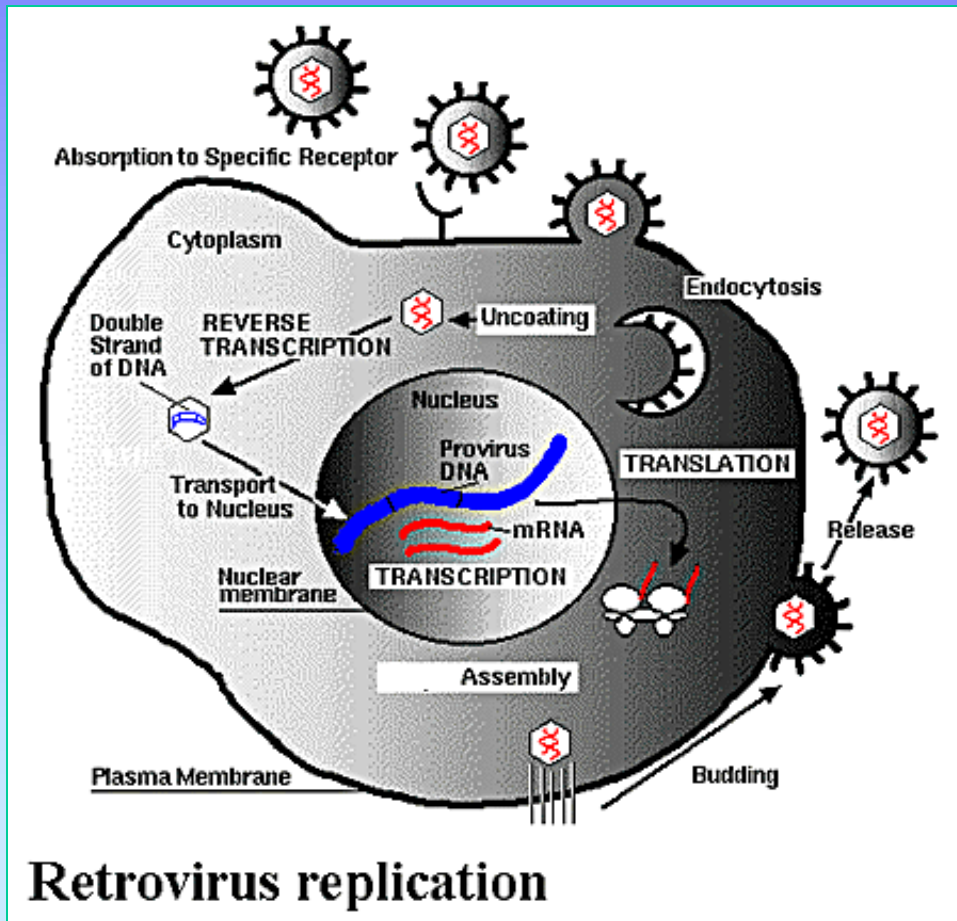 Absorption to Specific Receptor
Cytoplasm
Endocytosis
Uncoating
REVERSE
TRANSCRIPTION
Double
Strand
of DNA
Nucleus
Provirus
DNA
TRANSLATION
Transport
to Nucleus
mRNA
Release
TRANSCRIPTION
Nuclear
membrane
Assembly
Plasma Membrane
Budding
Retrovirus replication